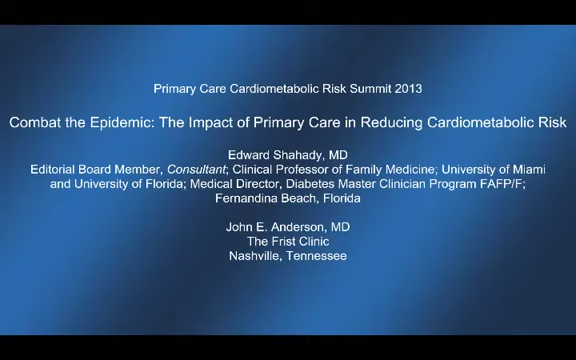 Primary Care Cardiometabolic Risk Summit 2013
Combat the Epidemic: The Impact of Primary Care in Reducing Cardiometabolic Risk
Edward Shahady, MD
Editorial Board Member, Consultant; Clinical Professor of Family Medicine; University of Miami
and University of Florida; Medical Director, Diabetes Master Clinician Program FAFP/F;
Fernandina Beach, Florida
John E. Anderson, MD
The Frist Clinic
Nashville, Tennessee